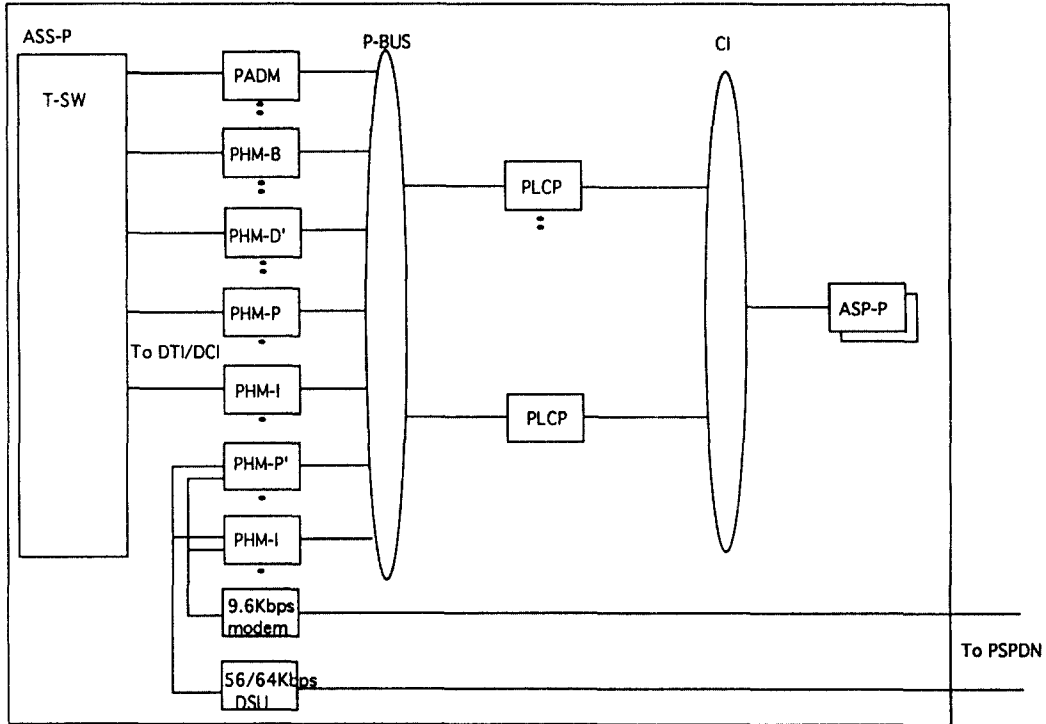 ASS-P
P-BUS
CI
T-SW
PADM
PHM-B
PLCP
PHM-D'
PHM-P
ASP-P
To DTI/DCI
PHM-I
PLCP
PHM-P'
PHM-I
9.6Kbps
modem
To PSPDN
56/64Kbps
DSU